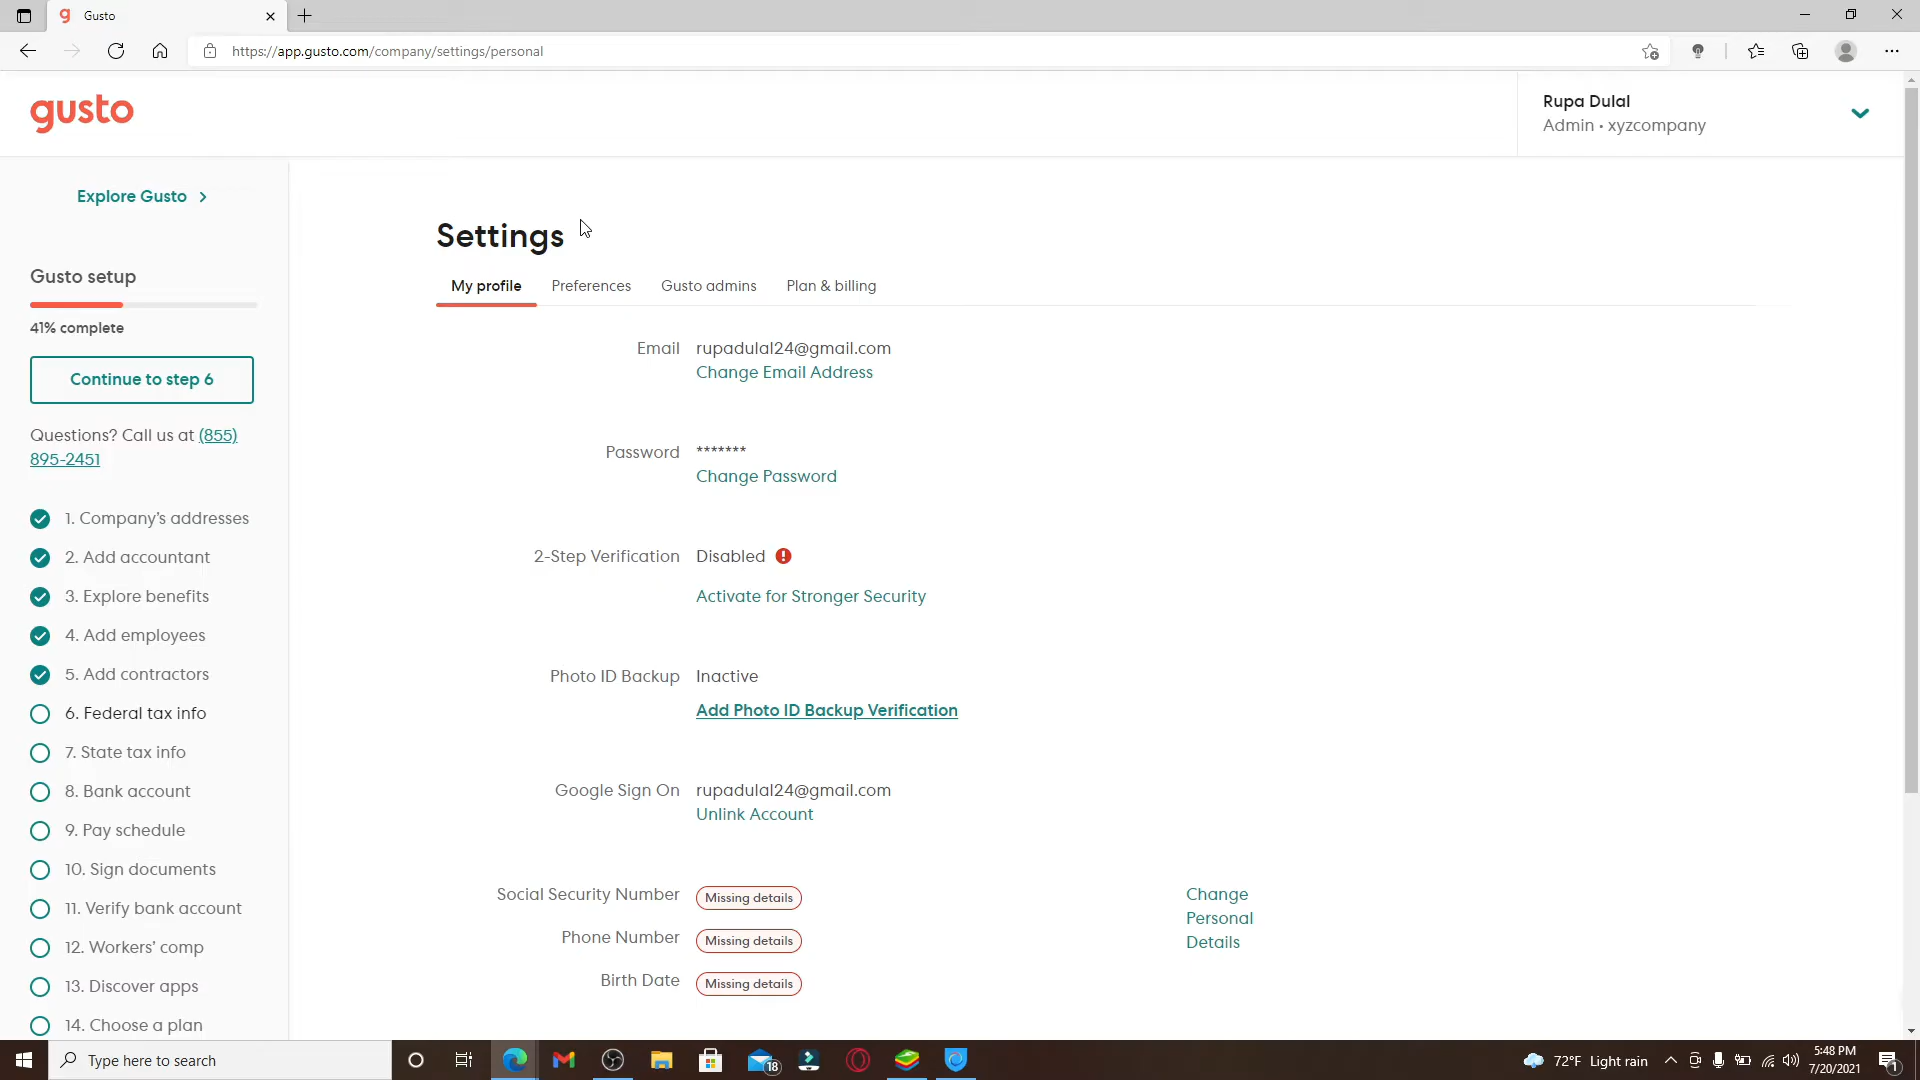 Gusto
https://app.gusto.com/company/settings/personal
gusto
Rupa Dulal
Admin • xyzcompany
Explore Gusto
Gusto setup
41% complete
Continue to step 6
Questions? Call us at (855)
895-2451
1. Company's addresses
2. Add accountant
3. Explore benefits
4. Add employees
5. Add contractors
6. Federal tax info
7. State tax info
8. Bank account
9. Pay schedule
10. Sign documents
11. Verify bank account
12. Workers' comp
13. Discover apps
14. Choose a plan
Settings
My profile Preferences Gusto admins Plan & billing
Email rupadulal24@gmail.com
Change Email Address
Password *******
Change Password
2-Step Verification Disabled
Activate for Stronger Security
Photo ID Backup Inactive
Add Photo ID Backup Verification
Google Sign On rupadulal24@gmail.com
Unlink Account
Social Security Number Missing details
Phone Number Missing details
Birth Date Missing details
Change
Personal
Details
Type here to search
18
72°F Light rain
5:48 PM
7/20/2021
1